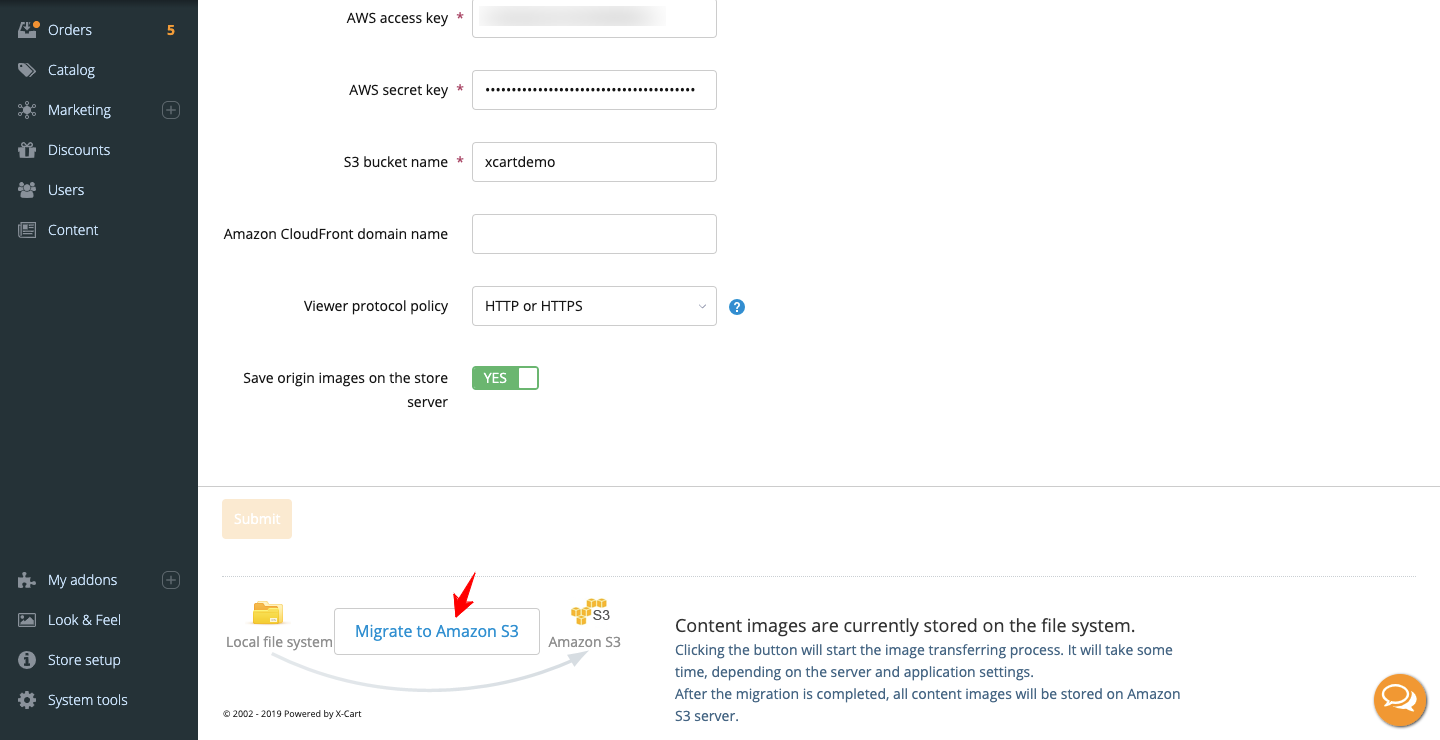 Orders 5
Catalog
Marketing
Discounts
Users
Content
My addons
Look & Feel
Store setup
System tools
AWS access key *
AWS secret key * ••••••••••••••••••••••••••••••••••••••••
S3 bucket name * xcartdemo
Amazon CloudFront domain name
Viewer protocol policy HTTP or HTTPS ?
Save origin images on the store
server
YES
Submit
Local file system
Migrate to Amazon S3
S3
Amazon S3
Content images are currently stored on the file system.
Clicking the button will start the image transferring process. It will take some
time, depending on the server and application settings.
After the migration is completed, all content images will be stored on Amazon
S3 server.
© 2002 - 2019 Powered by X-Cart